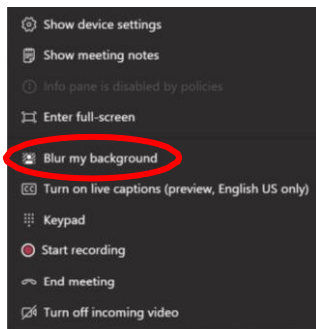 Show device settings
Show meeting notes
Info pane is disabled by policies
Enter full-screen
Blur my background
CC Turn on live captions (preview, English US only)
Keypad
Start recording
End meeting
Turn off incoming video